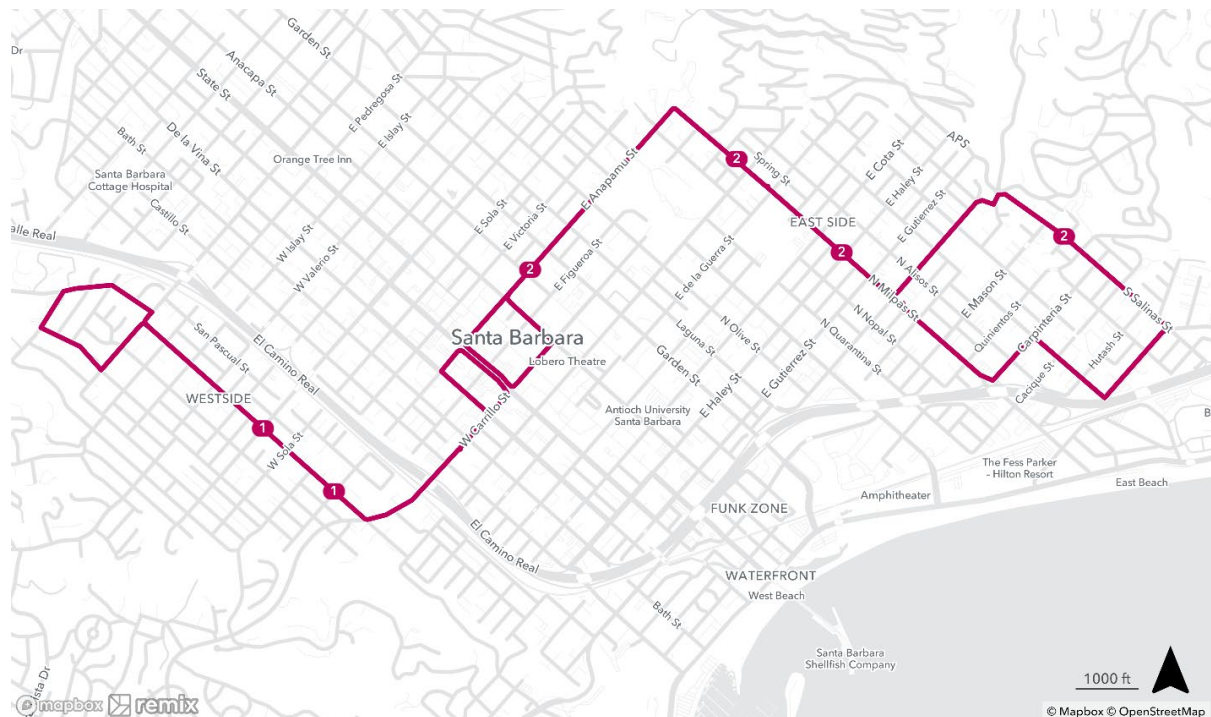 Garden St
Dr
Anacapa St
State St
E Pedregosa St
E Islay St
Bath St
De la Vina St
Orange Tree Inn
Santa Barbara
Cottage Hospital
Castillo St
alle Real
W Islay St
W Valerio St
E Sola St
E Victoria St
E Anapamu St
E Figueroa St
2
2
Spring St
E Cota St
APS
E Haley St
E Gutierrez St
EAST SIDE
2
2
N Alisos St
N Milpas St
E Mason St
S Salinas St
E de la Guerra St
N Nopal St
Quinientos St
Carpinteria St
Hutash St
Cacique St
N Olive St
N Quarantina St
Laguna St
Garden St
E Gutierrez St
E Haley St
Santa Barbara
Lobero Theatre
San Pascual St
El Camino Real
WESTSIDE
1
W Sola St
1
W Carrillo St
Antioch University
Santa Barbara
The Fess Parker
- Hilton Resort
East Beach
B
Amphitheater
FUNK ZONE
El Camino Real
WATERFRONT
West Beach
Bath St
Santa Barbara
Shellfish Company
ista Dr
mapbox remix
1000 ft
© Mapbox © OpenStreetMap